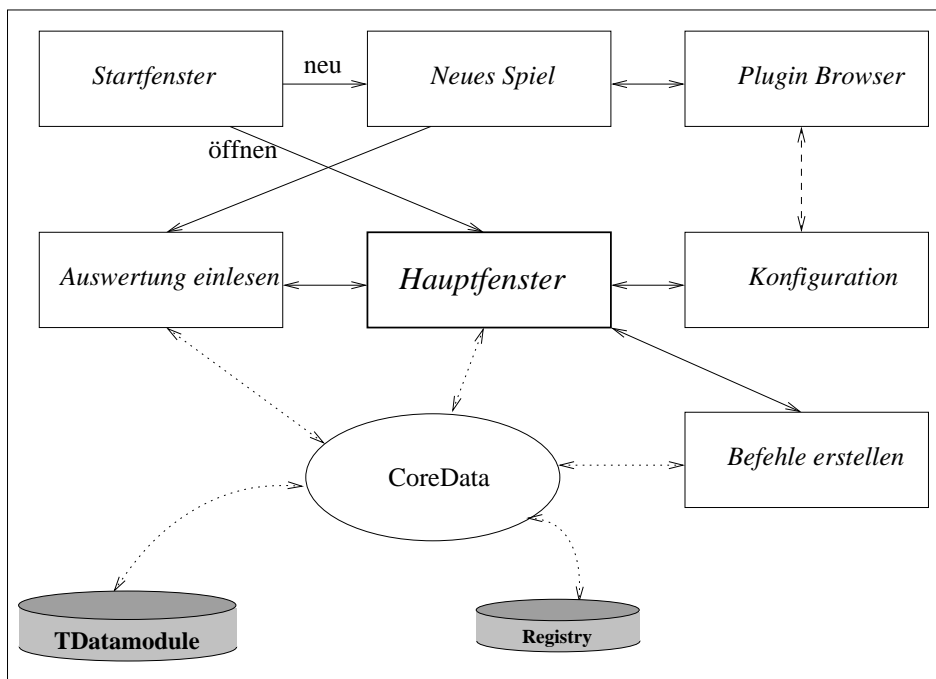 Startfenster
neu
Neues Spiel
Plugin Browser
öffnen
Auswertung einlesen
Hauptfenster
Konfiguration
CoreData
Befehle erstellen
TDatamodule
Registry